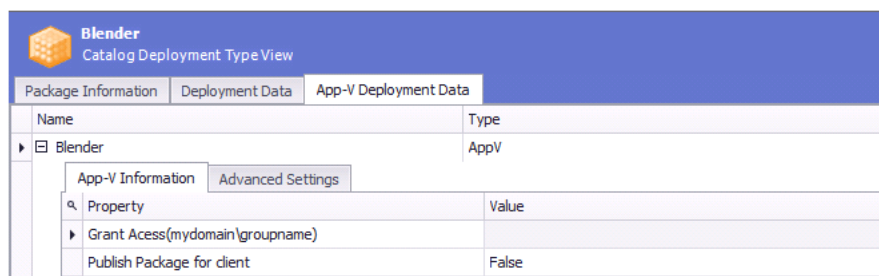 Blender
Catalog Deployment Type View
Package Information Deployment Data App-V Deployment Data
Name Type
Blender AppV
App-V Information Advanced Settings
Property Value
Grant Acess(mydomain\groupname)
Publish Package for client False